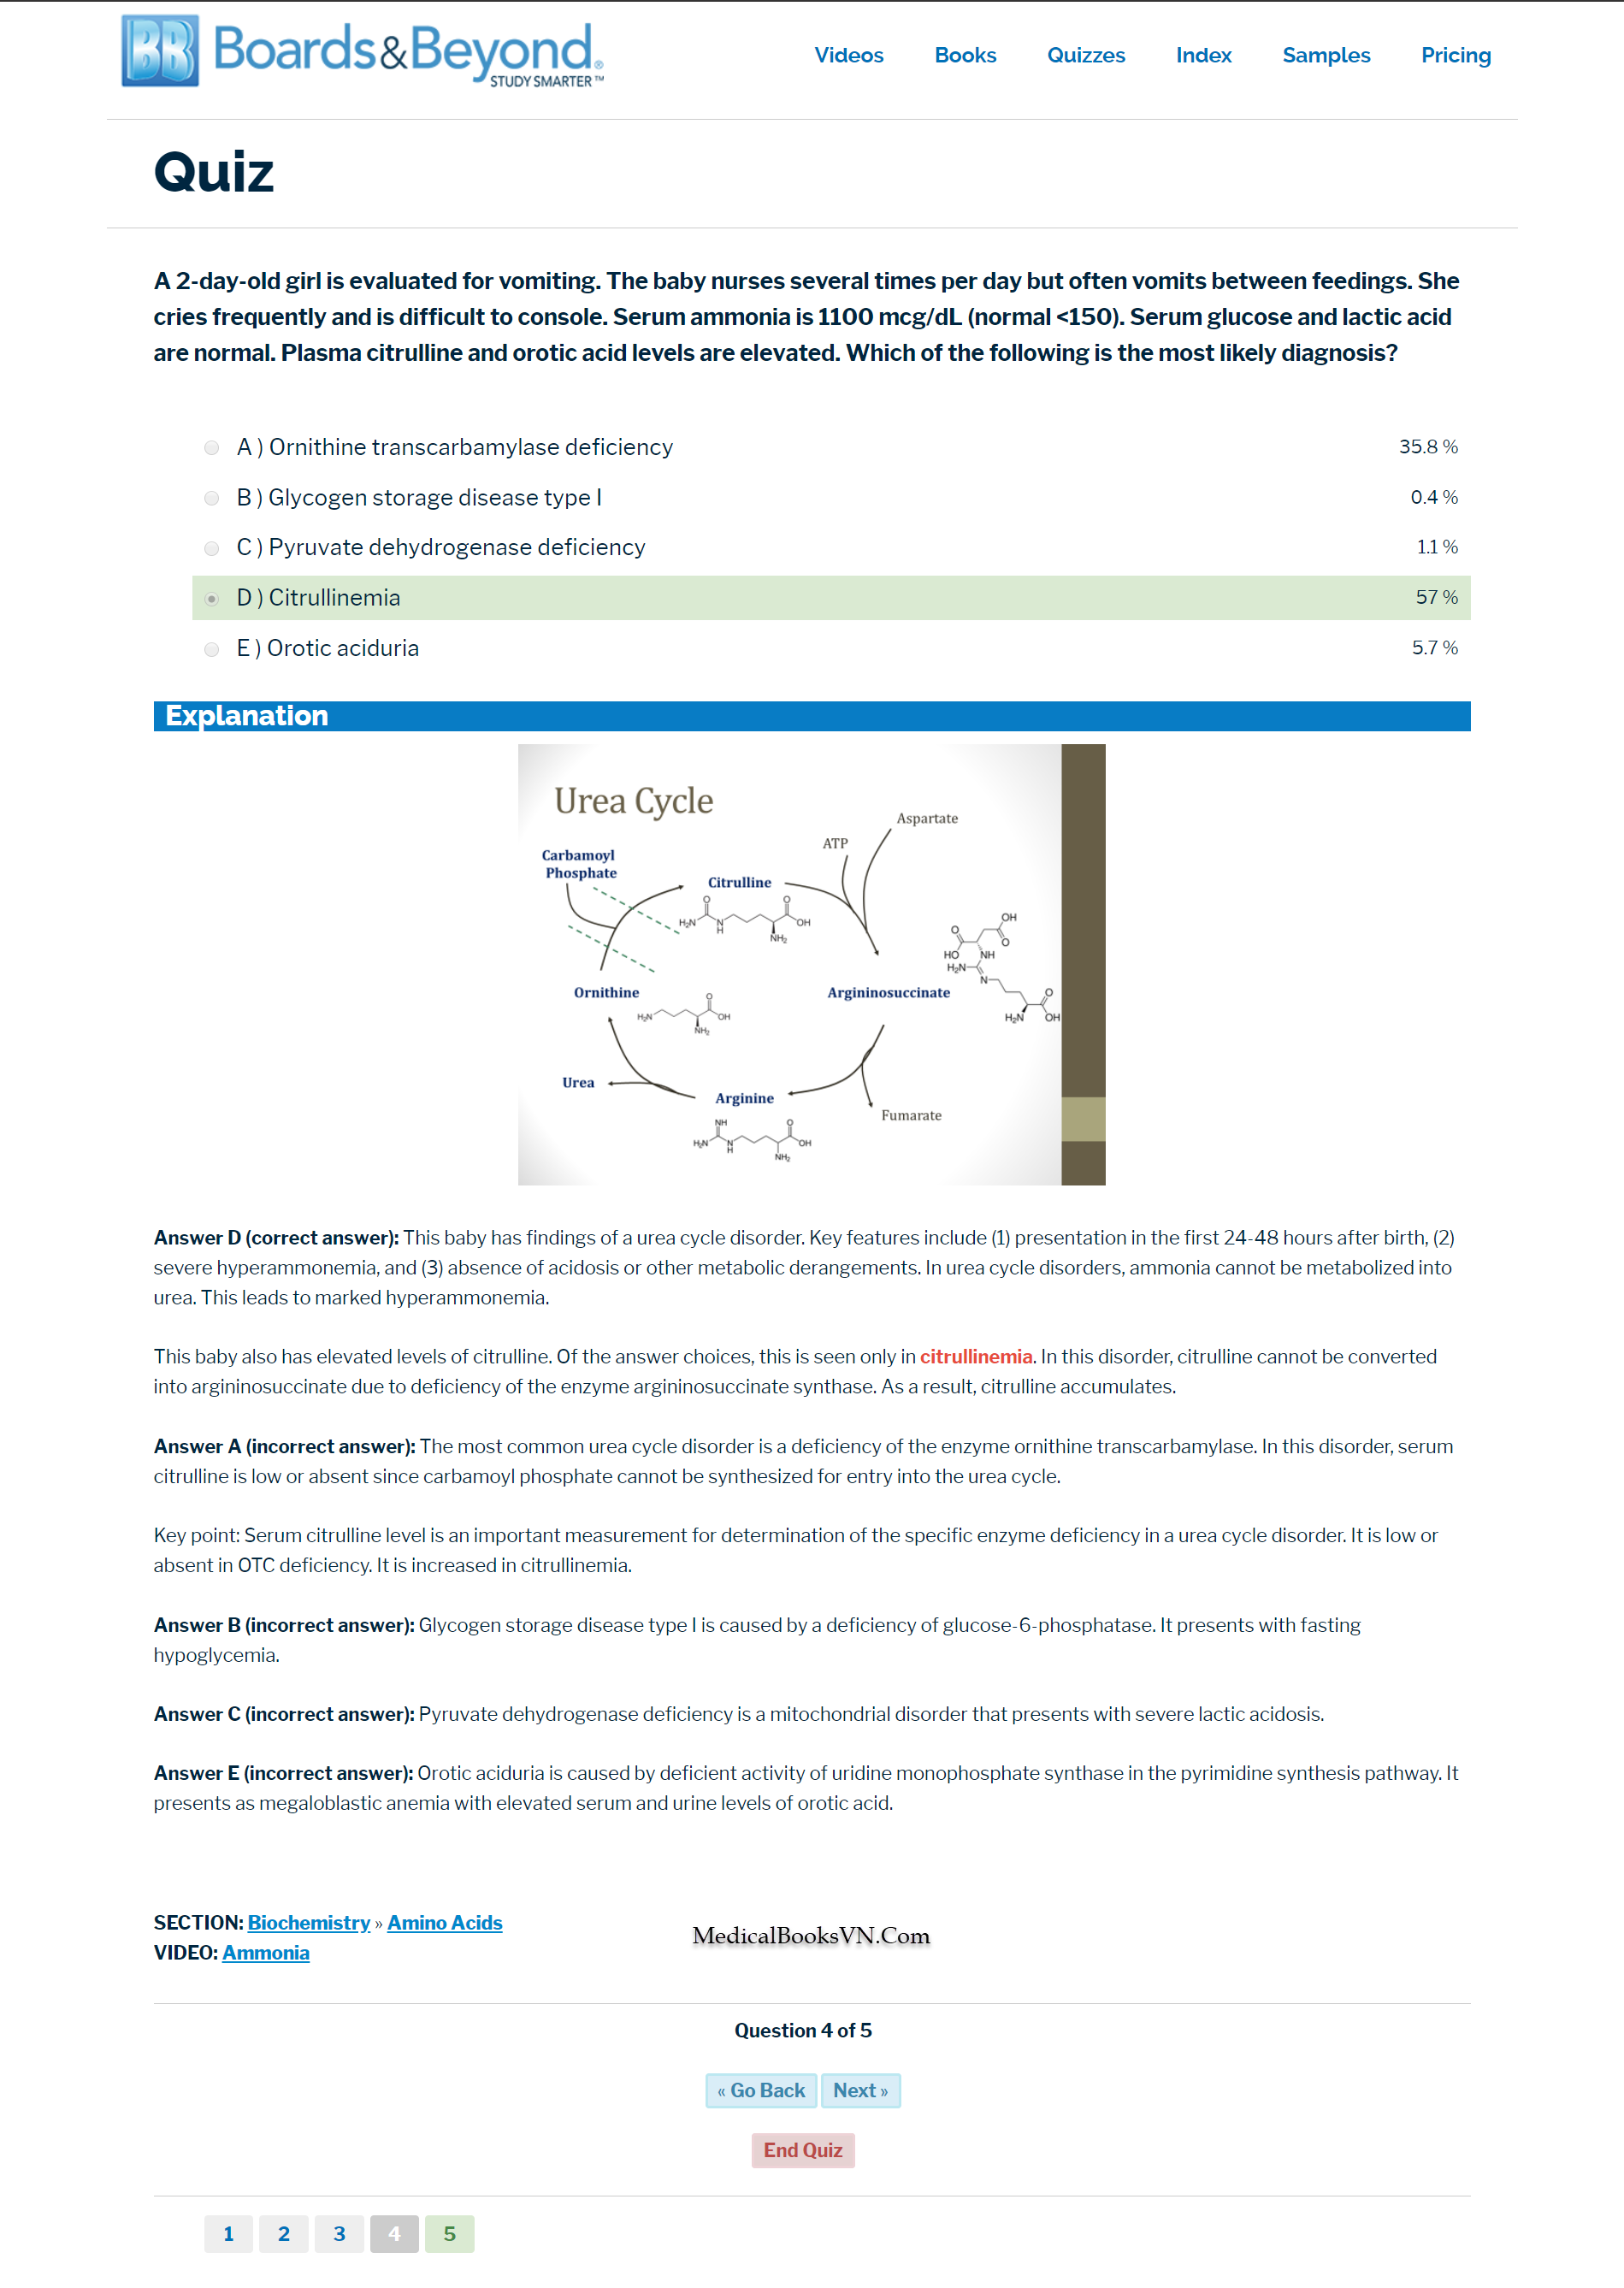 BB Boards&Beyond®
STUDY SMARTER™
Videos Books Quizzes Index Samples Pricing
Quiz
A 2-day-old girl is evaluated for vomiting. The baby nurses several times per day but often vomits between feedings. She
cries frequently and is difficult to console. Serum ammonia is 1100 mcg/dL (normal <150). Serum glucose and lactic acid
are normal. Plasma citrulline and orotic acid levels are elevated. Which of the following is the most likely diagnosis?
A ) Ornithine transcarbamylase deficiency 35.8 %
B ) Glycogen storage disease type I 0.4 %
C ) Pyruvate dehydrogenase deficiency 1.1 %
D ) Citrullinemia 57 %
E ) Orotic aciduria 5.7 %
Explanation
Urea Cycle
Aspartate
ATP
Carbamoyl
Phosphate
Citrulline
O
O
H₂N
N
H
OH
NH₂
OH
O
O
HO
NH
H₂N
N
O
H₂N
OH
Ornithine
Argininosuccinate
O
H₂N
OH
NH₂
Urea
Arginine
Fumarate
NH
O
H₂N
N
H
OH
NH₂
Answer D (correct answer): This baby has findings of a urea cycle disorder. Key features include (1) presentation in the first 24-48 hours after birth, (2)
severe hyperammonemia, and (3) absence of acidosis or other metabolic derangements. In urea cycle disorders, ammonia cannot be metabolized into
urea. This leads to marked hyperammonemia.
This baby also has elevated levels of citrulline. Of the answer choices, this is seen only in citrullinemia. In this disorder, citrulline cannot be converted
into argininosuccinate due to deficiency of the enzyme argininosuccinate synthase. As a result, citrulline accumulates.
Answer A (incorrect answer): The most common urea cycle disorder is a deficiency of the enzyme ornithine transcarbamylase. In this disorder, serum
citrulline is low or absent since carbamoyl phosphate cannot be synthesized for entry into the urea cycle.
Key point: Serum citrulline level is an important measurement for determination of the specific enzyme deficiency in a urea cycle disorder. It is low or
absent in OTC deficiency. It is increased in citrullinemia.
Answer B (incorrect answer): Glycogen storage disease type I is caused by a deficiency of glucose-6-phosphatase. It presents with fasting
hypoglycemia.
Answer C (incorrect answer): Pyruvate dehydrogenase deficiency is a mitochondrial disorder that presents with severe lactic acidosis.
Answer E (incorrect answer): Orotic aciduria is caused by deficient activity of uridine monophosphate synthase in the pyrimidine synthesis pathway. It
presents as megaloblastic anemia with elevated serum and urine levels of orotic acid.
SECTION: Biochemistry » Amino Acids
VIDEO: Ammonia
MedicalBooksVN.Com
Question 4 of 5
« Go Back Next »
End Quiz
1 2 3 4 5